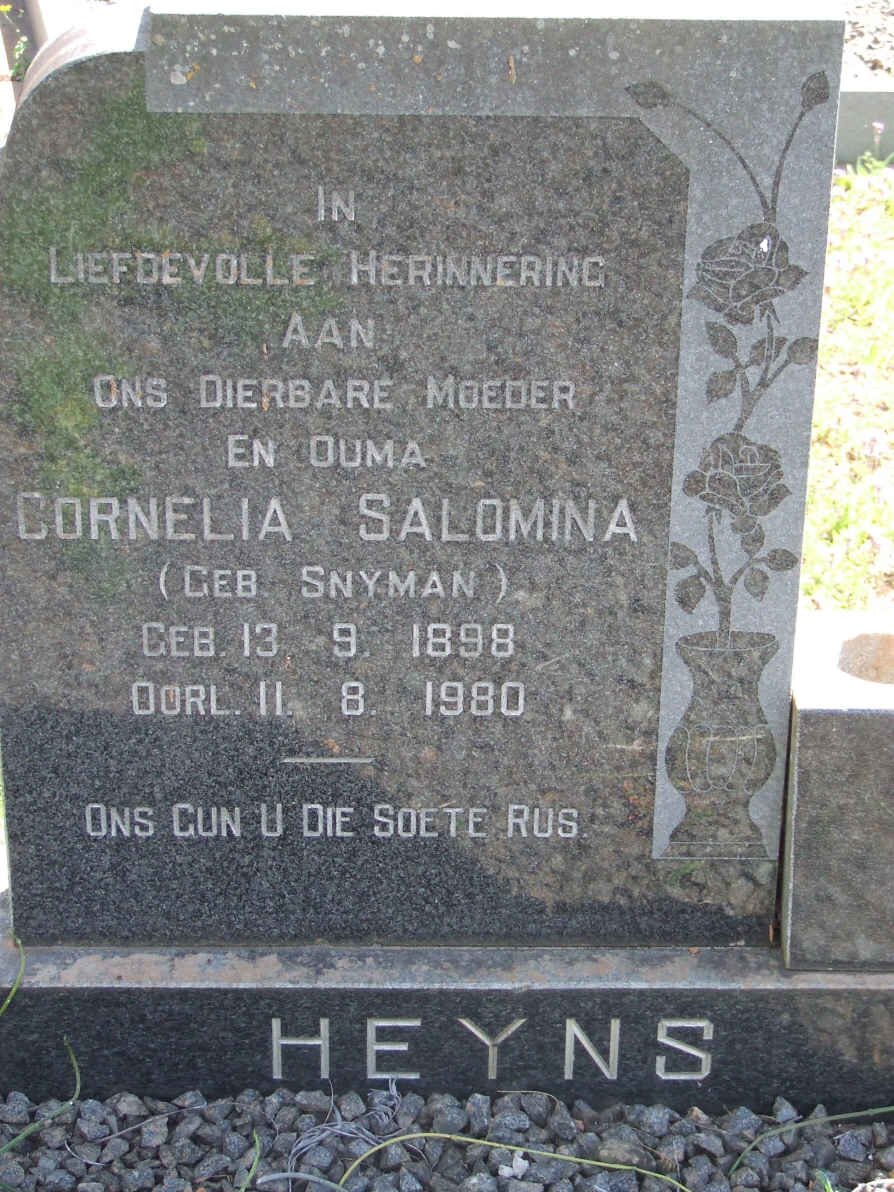 IN
LIEFDEVOLLE HERINNERING
AAN
ONS DIERBARE MOEDER
EN OUMA
CORNELIA SALOMINA
(GEB. SNYMAN)
GEB. 13. 9. 1898
OORL. 11. 8. 1980
ONS GUN U DIE SOETE RUS
HEYNS